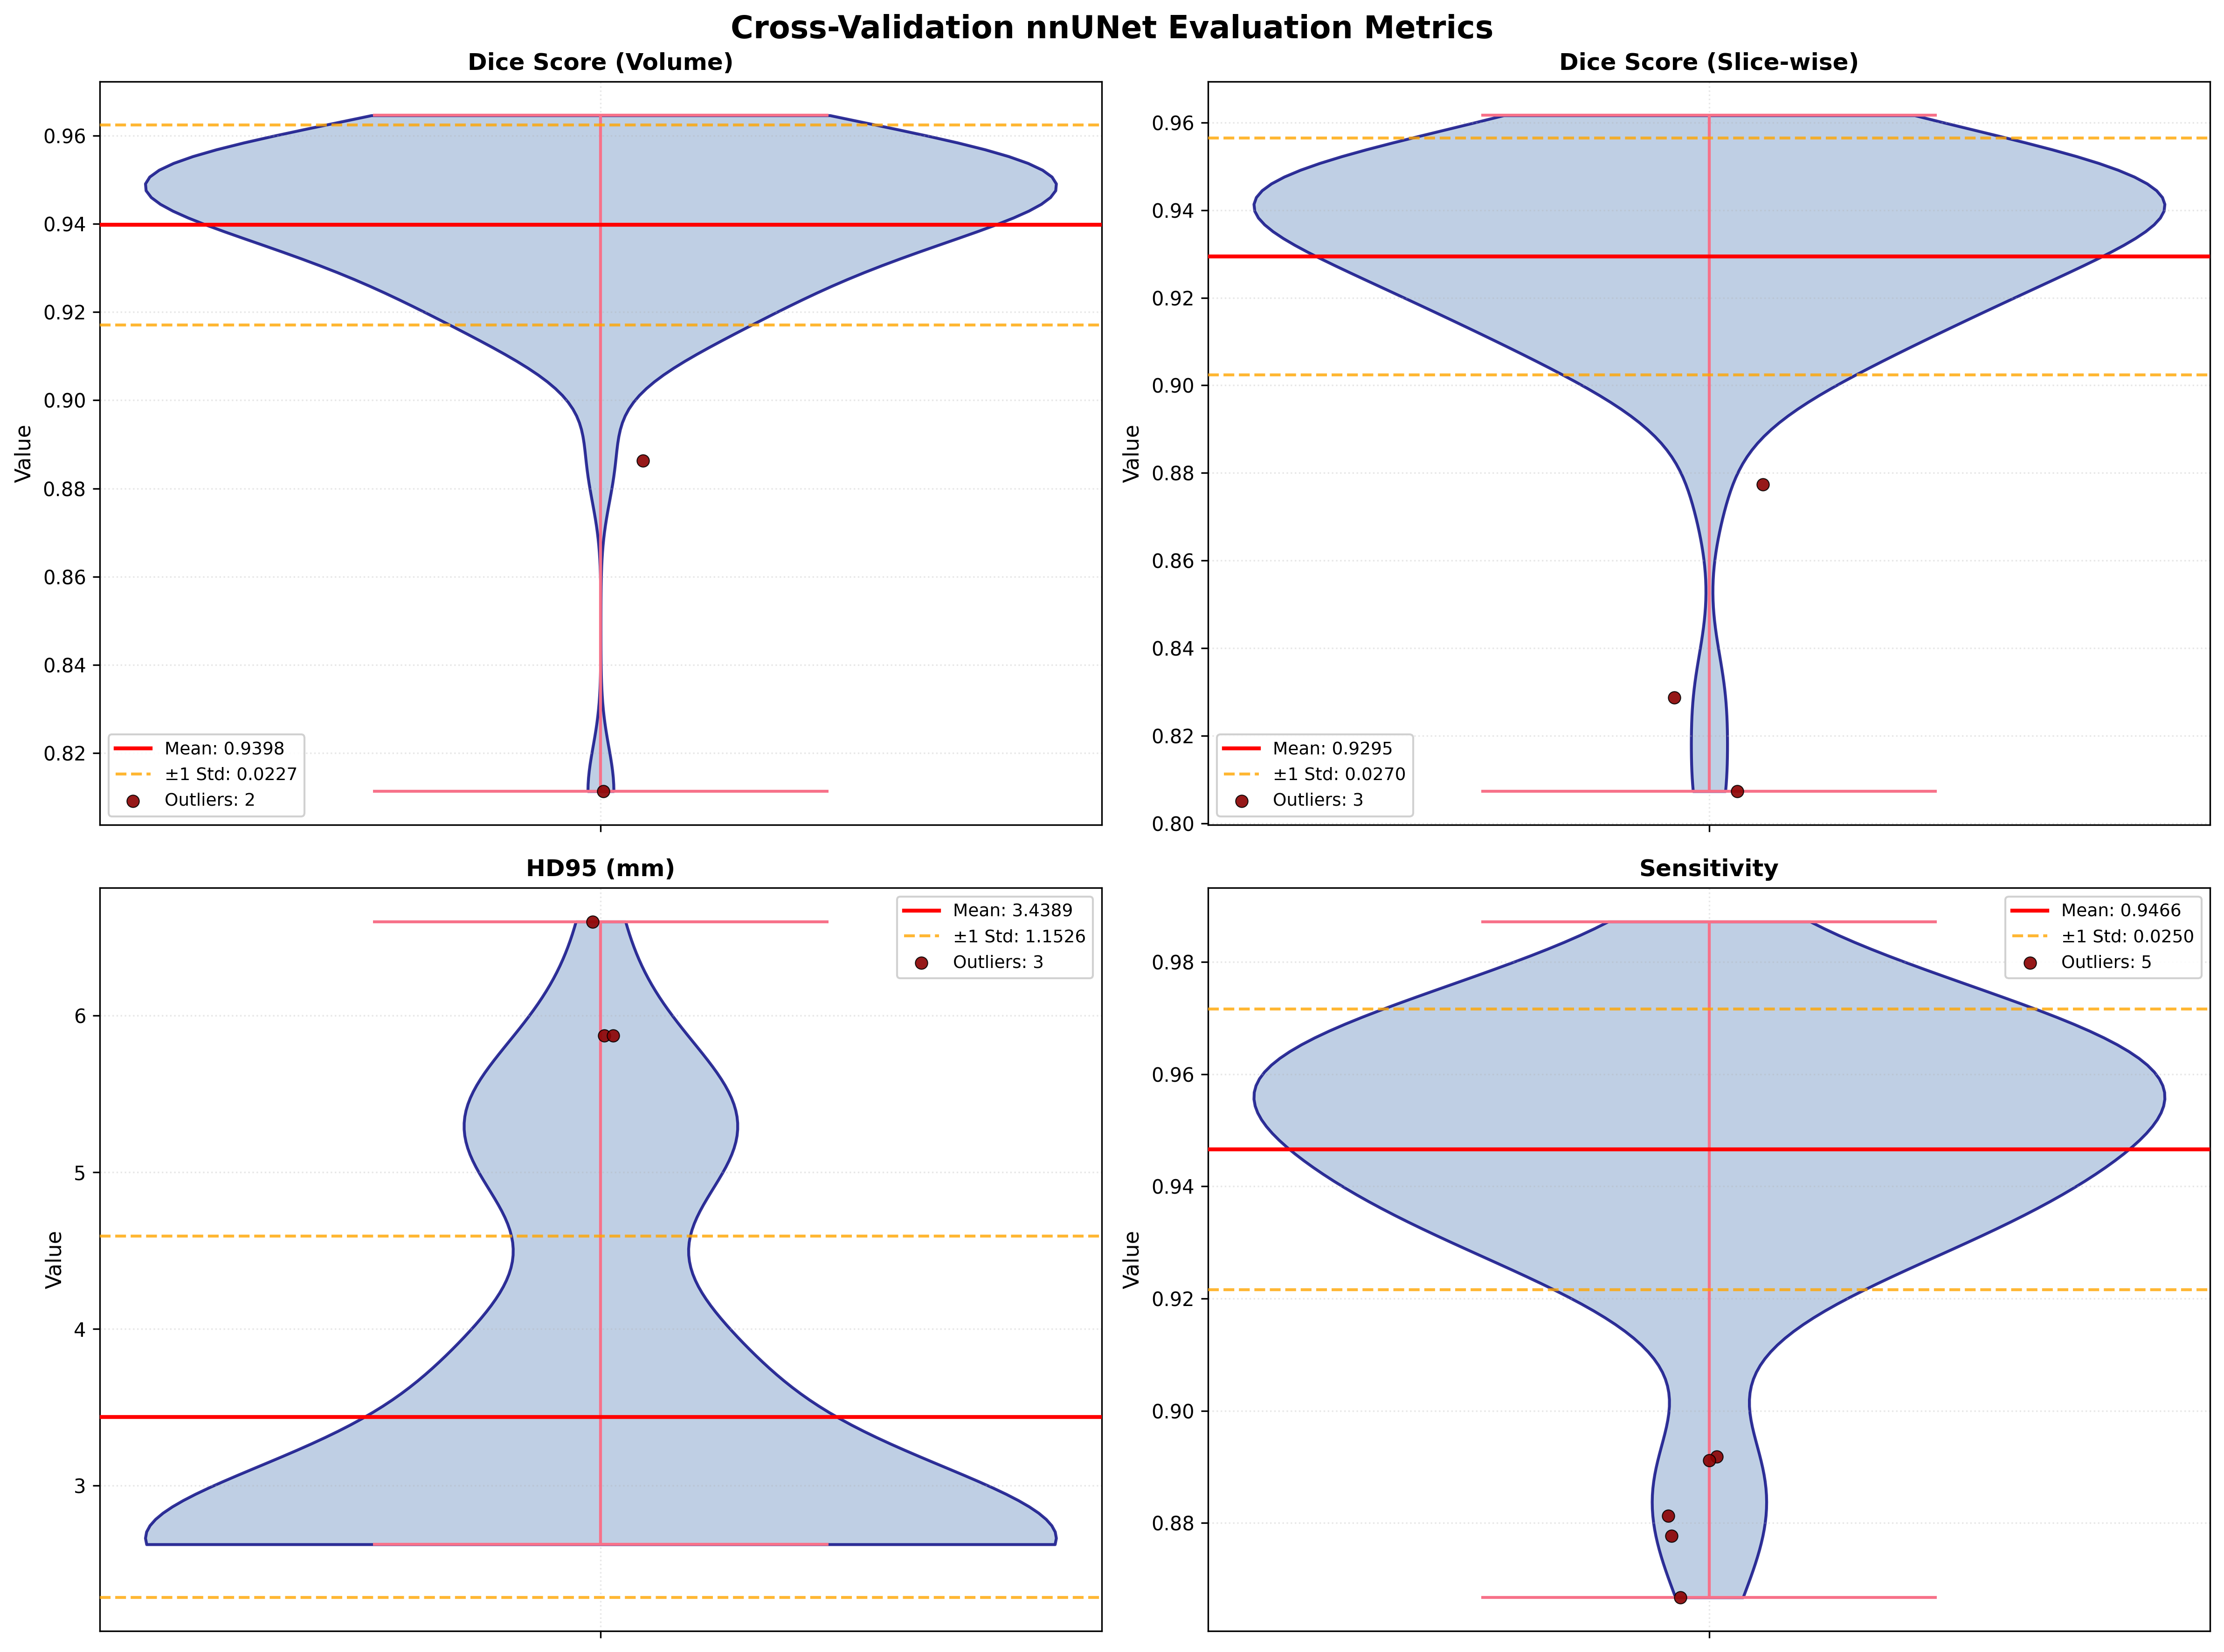 Cross-Validation nnUNet Evaluation Metrics
Dice Score (Volume)
Value
0.96
0.94
0.92
0.90
0.88
0.86
0.84
0.82
Mean: 0.9398
±1 Std: 0.0227
Outliers: 2
Dice Score (Slice-wise)
Value
0.96
0.94
0.92
0.90
0.88
0.86
0.84
0.82
0.80
Mean: 0.9295
±1 Std: 0.0270
Outliers: 3
HD95 (mm)
Value
6
5
4
3
Mean: 3.4389
±1 Std: 1.1526
Outliers: 3
Sensitivity
Value
0.98
0.96
0.94
0.92
0.90
0.88
Mean: 0.9466
±1 Std: 0.0250
Outliers: 5